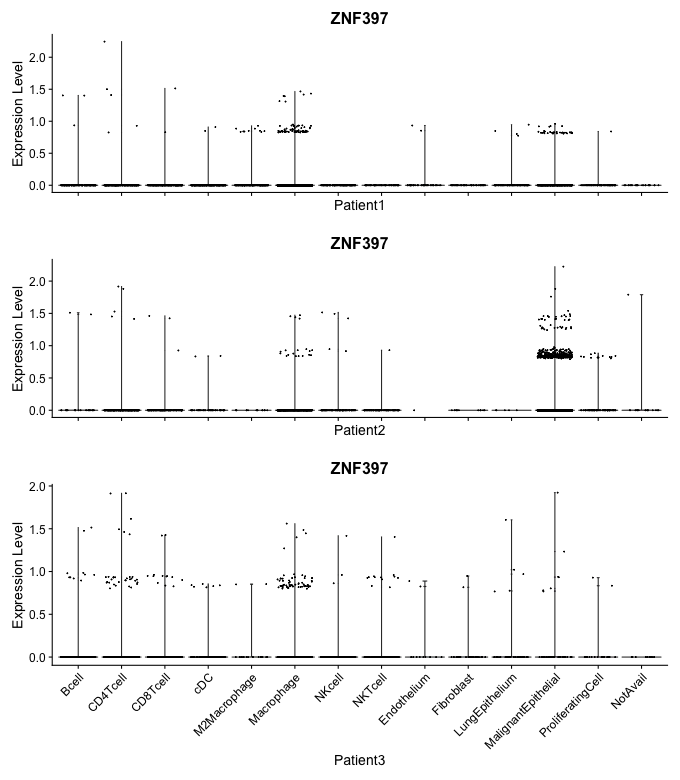 ZNF397
Expression Level
2.0
1.5
1.0
0.5
0.0
Patient1
ZNF397
Expression Level
2.0
1.5
1.0
0.5
0.0
Patient2
ZNF397
Expression Level
2.0
1.5
1.0
0.5
0.0
Bcell
CD4Tcell
CD8Tcell
cDC
M2Macrophage
Macrophage
NKcell
NKTcell
Endothelium
Fibroblast
LungEpithelium
MalignantEpithelial
ProliferatingCell
NotAvail
Patient3